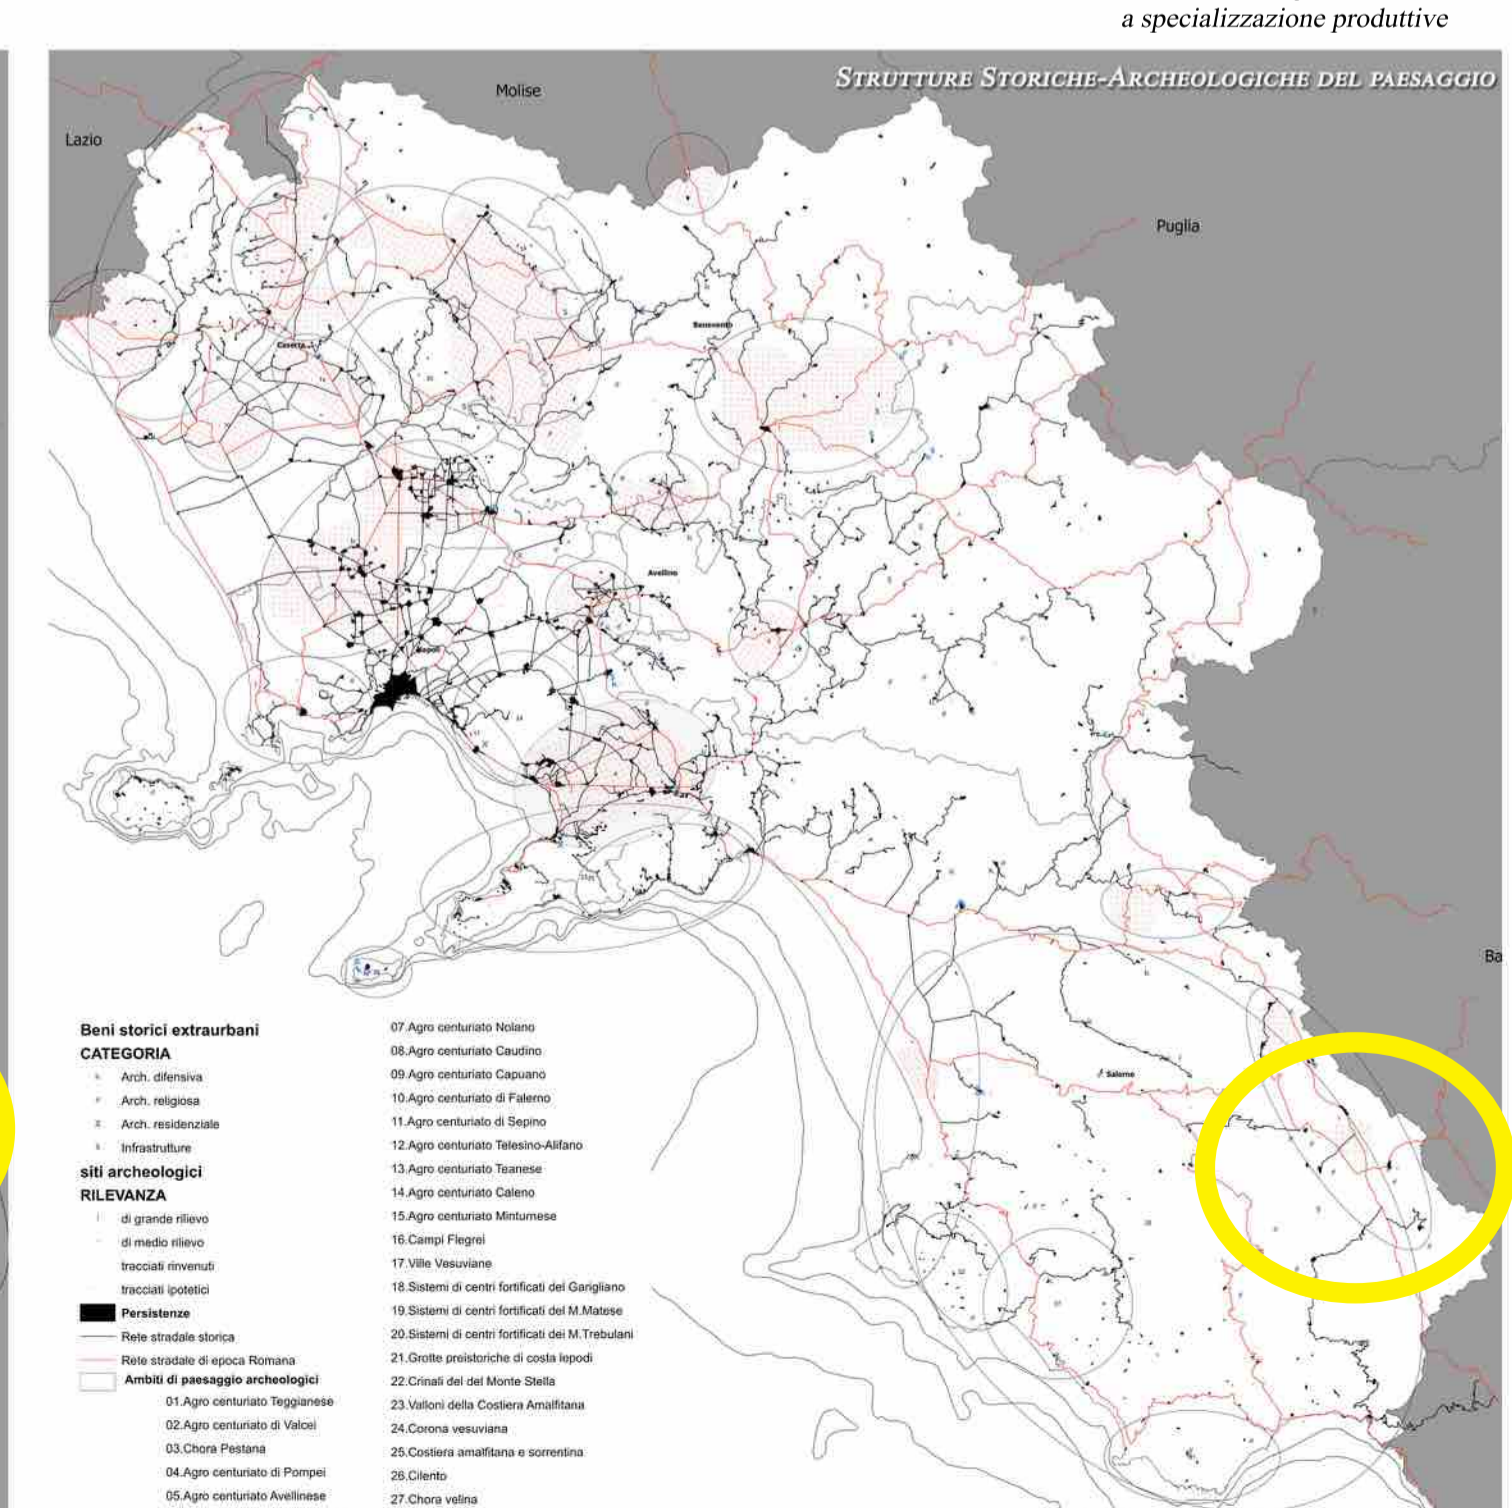 a specializzazione produttive
STRUTTURE STORICHE-ARCHEOLOGICHE DEL PAESAGGIO
Molise
Lazio
Puglia
Benevento
Caserta
Avellino
Napoli
Ba
Salerno
Beni storici extraurbani
CATEGORIA
Arch. difensiva
Arch. religiosa
Arch. residenziale
Infrastrutture
siti archeologici
RILEVANZA
di grande rilievo
di medio rilievo
tracciati rinvenuti
tracciati ipotetici
Persistenze
Rete stradale storica
Rete stradale di epoca Romana
Ambiti di paesaggio archeologici
01.Agro centuriato Teggianese
02.Agro centuriato di Valcei
03.Chora Pestana
04.Agro centuriato di Pompei
05.Agro centuriato Avellinese
07.Agro centuriato Nolano
08.Agro centuriato Caudino
09.Agro centuriato Capuano
10.Agro centuriato di Falerno
11.Agro centuriato di Sepino
12.Agro centuriato Telesino-Alifano
13.Agro centuriato Teanese
14.Agro centuriato Caleno
15.Agro centuriato Minturnese
16.Campi Flegrei
17.Ville Vesuviane
18.Sistemi di centri fortificati del Garigliano
19.Sistemi di centri fortificati del M.Matese
20.Sistemi di centri fortificati dei M.Trebulani
21.Grotte preistoriche di costa lepodi
22.Crinali del del Monte Stella
23.Valloni della Costiera Amalfitana
24.Corona vesuviana
25.Costiera amalfitana e sorrentina
26.Cilento
27.Chora velina